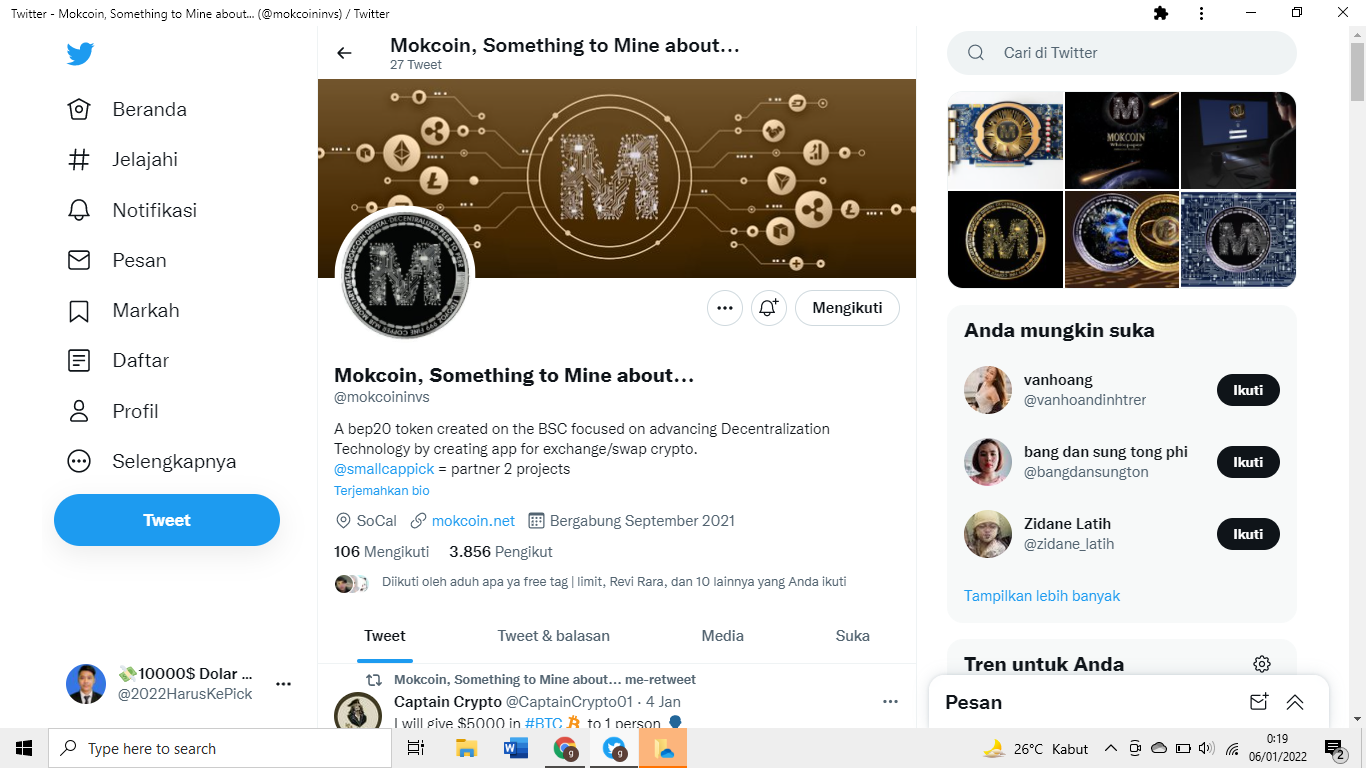 Twitter - Mokcoin, Something to Mine about... (@mokcoininvs) / Twitter
Mokcoin, Something to Mine about...
27 Tweet
Cari di Twitter
Beranda
Jelajahi
Notifikasi
Pesan
Markah
Daftar
Profil
Selengkapnya
Tweet
M
MOKCOIN
Whitepaper
Mengikuti
Mokcoin, Something to Mine about...
@mokcoininvs
A bep20 token created on the BSC focused on advancing Decentralization
Technology by creating app for exchange/swap crypto.
@smallcappick = partner 2 projects
Terjemahkan bio
SoCal mokcoin.net Bergabung September 2021
106 Mengikuti 3.856 Pengikut
Diikuti oleh aduh apa ya free tag | limit, Revi Rara, dan 10 lainnya yang Anda ikuti
Tweet Tweet & balasan Media Suka
Mokcoin, Something to Mine about... me-retweet
Captain Crypto @CaptainCrypto01 · 4 Jan
I will give $5000 in #BTC to 1 person
Anda mungkin suka
vanhoang
@vanhoandinhtrer
Ikuti
bang dan sung tong phi
@bangdansungton
Ikuti
Zidane Latih
@zidane_latih
Ikuti
Tampilkan lebih banyak
Tren untuk Anda
Pesan
💸10000$ Dolar ...
@2022HarusKePick
Type here to search
26°C Kabut
0:19
06/01/2022
2